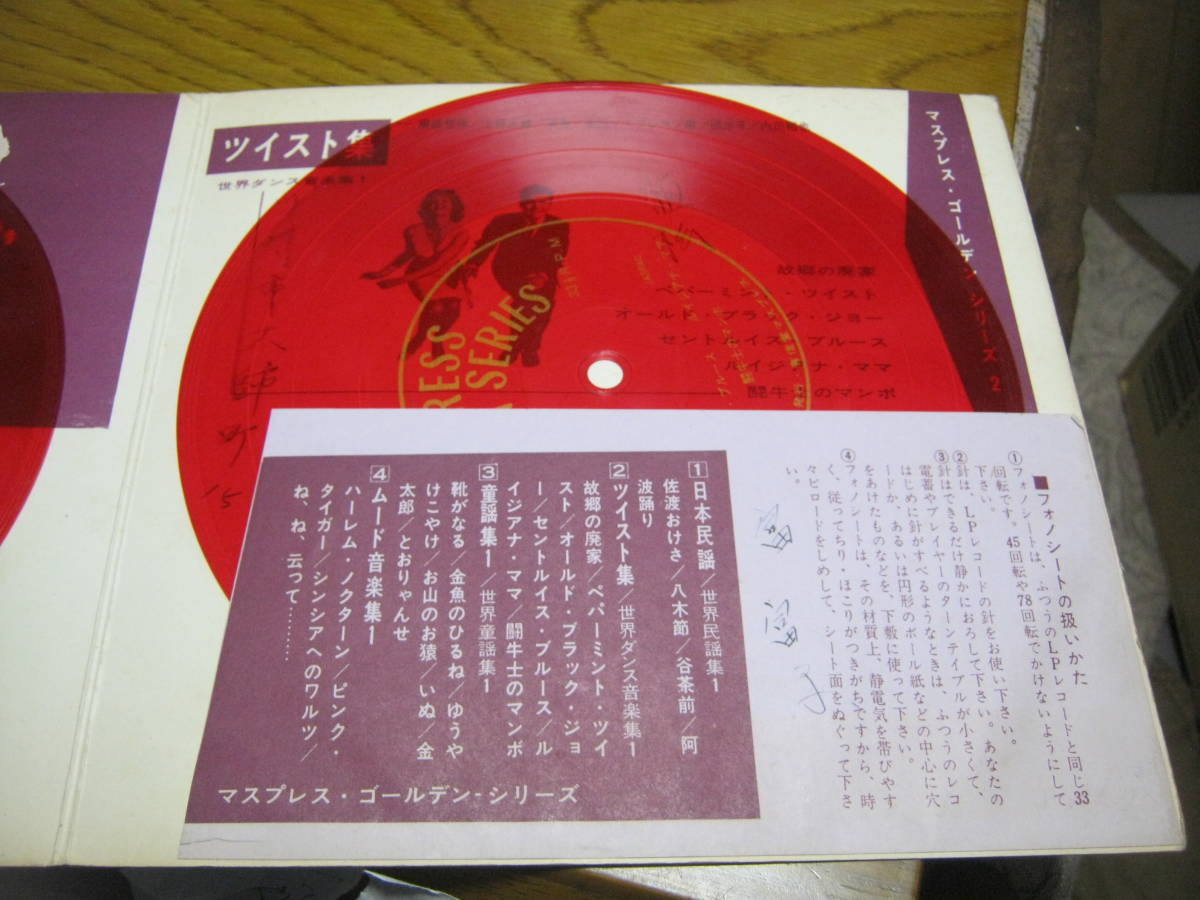 ツイスト集
世界ダンス音楽集1
マスプレス・ゴールデン・シリーズ 2
故郷の廃家
ペパーミント・ツイスト
オールド・ブラック・ジョー
セントルイス・ブルース
ルイジアナ・ママ
闘牛士のマンボ
RESS
SERIES
33⅓RPM
■フォノシートの扱いかた
①フォノシートは、ふつうのLPレコードと同じ33
回転です。45回転や78回転でかけないようにして
下さい。
②針は、LPレコードの針をお使い下さい。あなたの
針はできるだけ静かにおろして下さい。
③電蓄やプレイヤーのターンテイブルが小さくて、
はじめに針がすべるようなときは、ふつうのレコ
ードか、あるいは円形のボール紙などの中心に穴
をあけたものなどを、下敷に使って下さい。
④フォノシートは、その材質上、静電気を帯びやす
く、従ってちり・ほこりがつきがちですから、時
々ビロードをしめして、シート面をぬぐって下さ
い。
富
子
1日本民謡/世界民謡集1
佐渡おけさ/八木節/谷茶前/阿
波踊り
2ツイスト集/世界ダンス音楽集1
故郷の廃家/ペパーミント・ツイ
スト/オールド・ブラック・ジョ
ー/セントルイス・ブルース/ル
イジアナ・ママ/闘牛士のマンボ
3童謡集1/世界童謡集1
靴がなる/金魚のひるね/ゆうや
けこやけ/お山のお猿/いぬ/金
太郎/とおりゃんせ
4ムード音楽集1
ハーレム・ノクターン/ピンク・
タイガー/シンシアへのワルツ/
ね、ね、云って……
マスプレス・ゴールデン-シリーズ
町
15